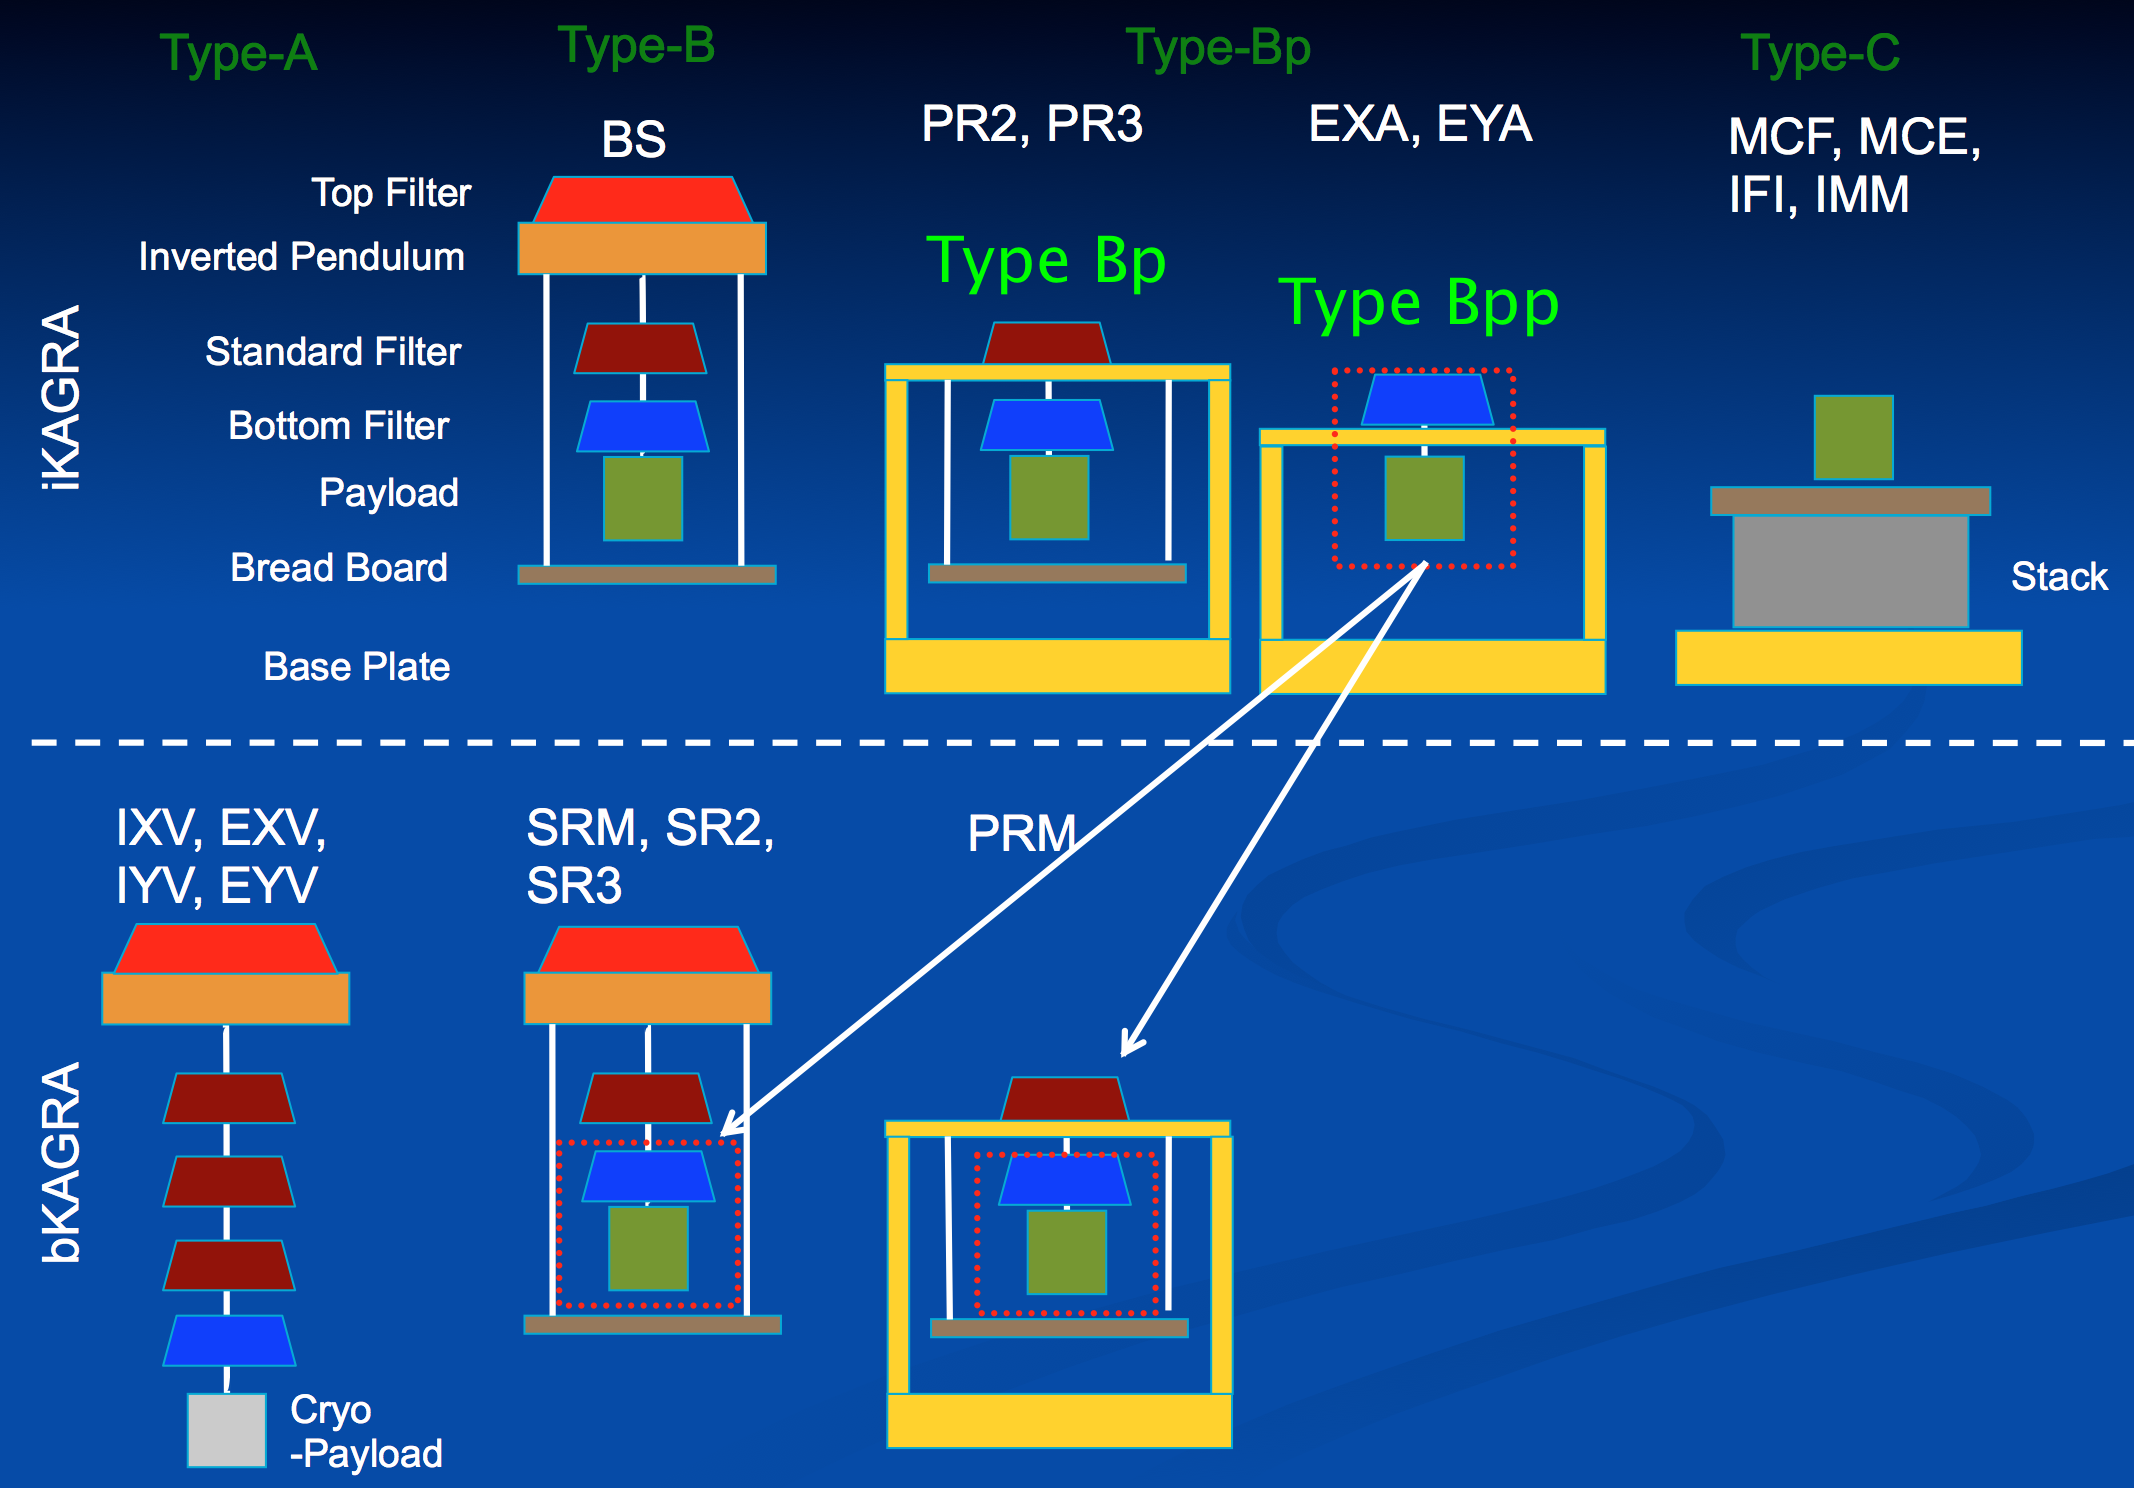 Type-A
Type-B
Type-Bp
Type-C
BS
PR2, PR3
EXA, EYA
MCF, MCE,
IFI, IMM
Top Filter
Inverted Pendulum
Type Bp
Type Bpp
iKAGRA
Standard Filter
Bottom Filter
Payload
Bread Board
Stack
Base Plate
IXV, EXV,
IYV, EYV
SRM, SR2,
SR3
PRM
bKAGRA
Cryo
-Payload